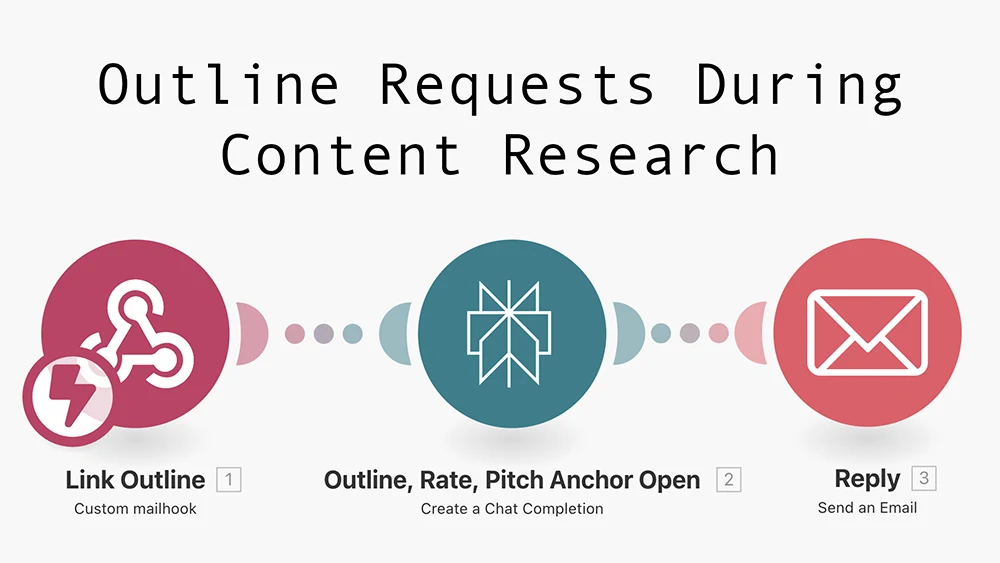 Outline Requests During
Content Research
Link Outline 1
Custom mailhook
Outline, Rate, Pitch Anchor Open 2
Create a Chat Completion
Reply 3
Send an Email